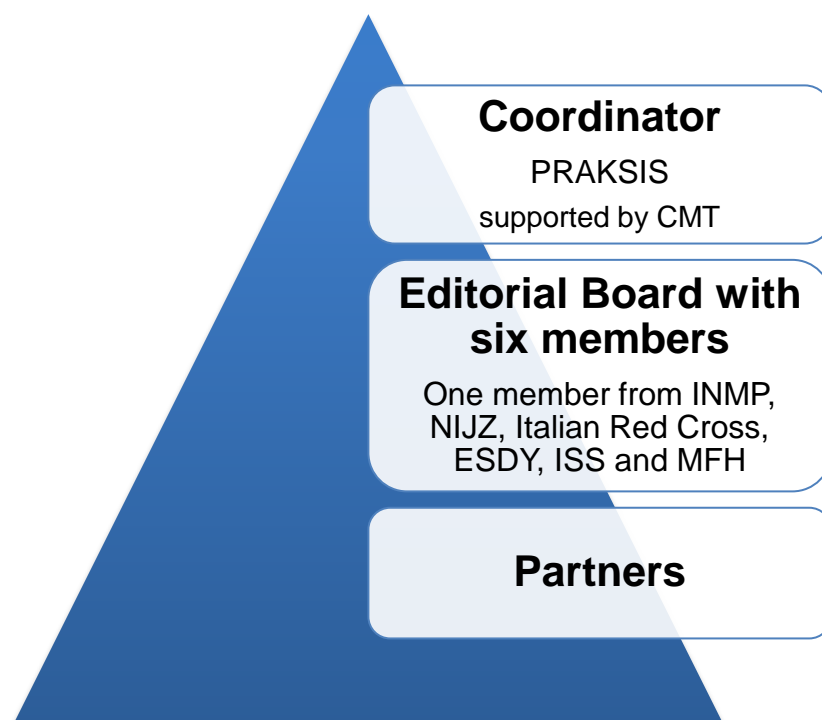 Coordinator
PRAKSIS
supported by CMT
Editorial Board with
six members
One member from INMP,
NIJZ, Italian Red Cross,
ESDY, ISS and MFH
Partners